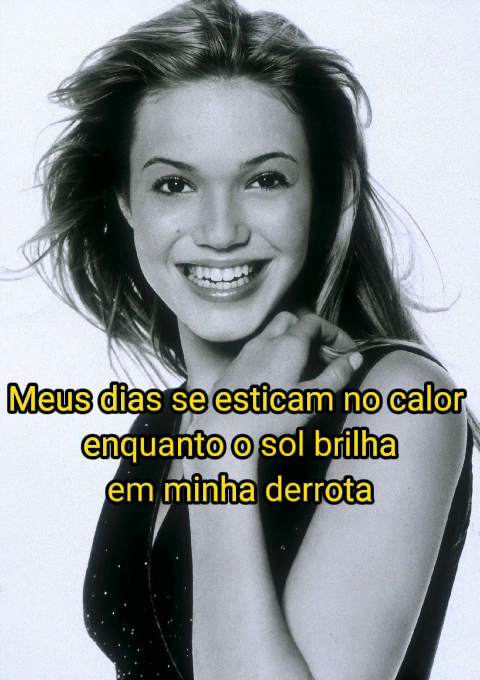 Meus dias se esticam no calor
enquanto o sol brilha
em minha derrota